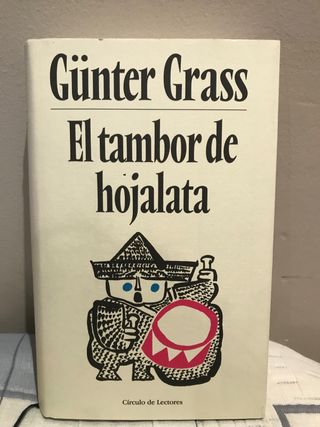 Günter Grass
El tambor de
hojalata
Círculo de Lectores